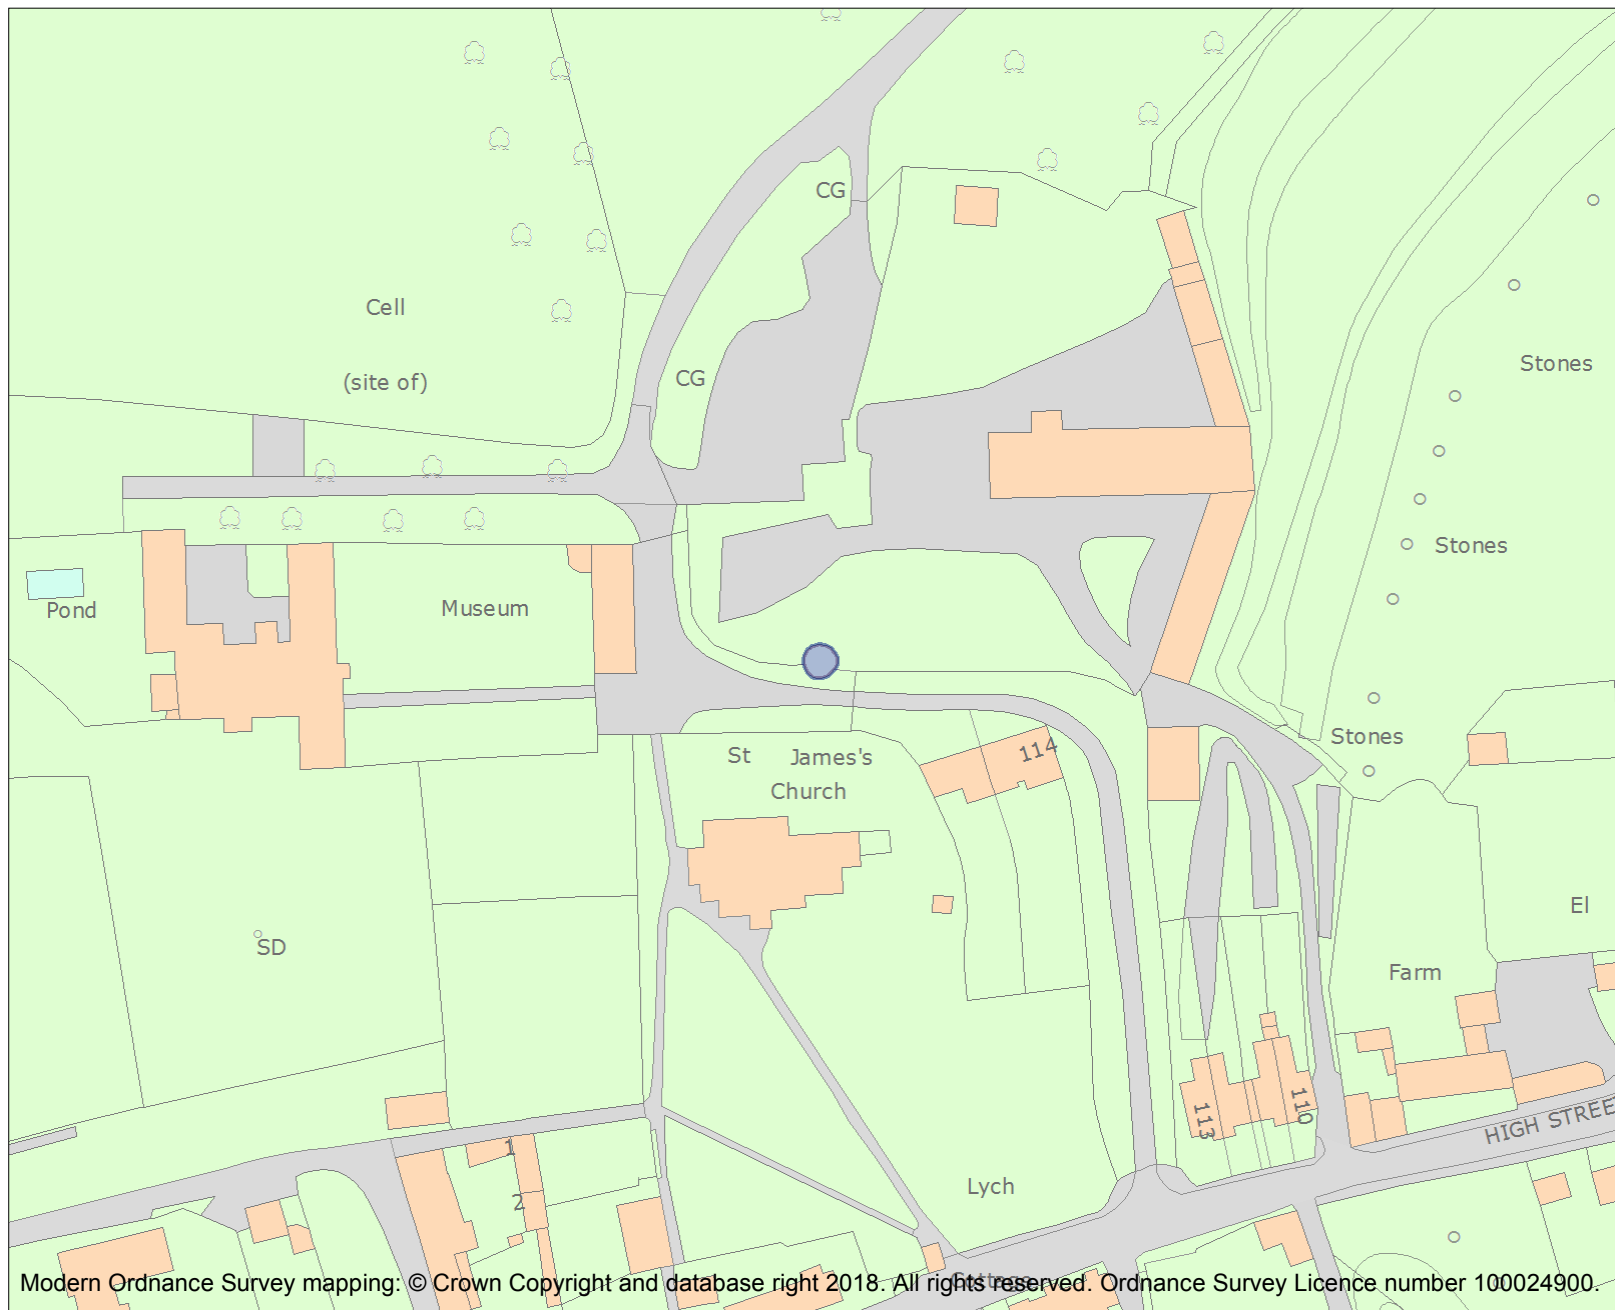 CG
Cell
(site of)
CG
Stones
Stones
Pond
Museum
Stones
114
St James's
Church
El
SD
Farm
113
110
HIGH STREE
1
2
Lych
Cottage
Modern Ordnance Survey mapping: © Crown Copyright and database right 2018. All rights reserved. Ordnance Survey Licence number 100024900.